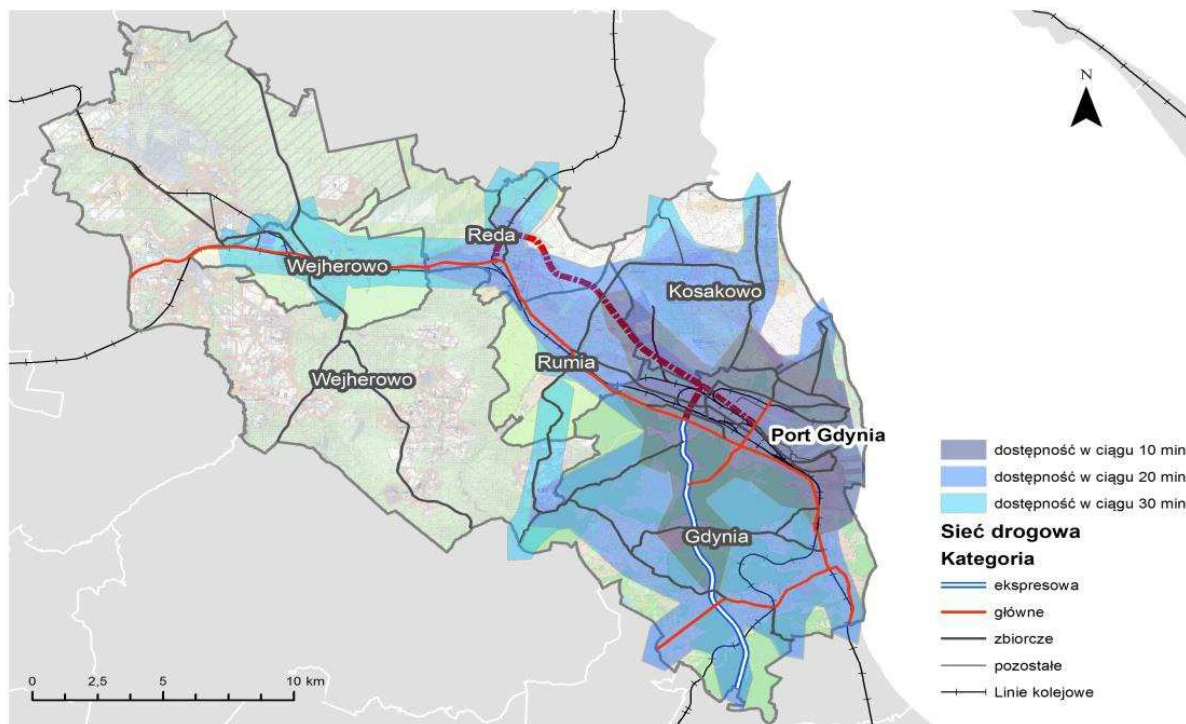 N
Reda
Wejherowo
Kosakowo
Rumia
Wejherowo
Port Gdynia
Gdynia
dostępność w ciągu 10 min
dostępność w ciągu 20 min
dostępność w ciągu 30 min
Sieć drogowa
Kategoria
ekspresowa
główne
zbiorcze
pozostałe
Linie kolejowe
0 2,5 5 10 km